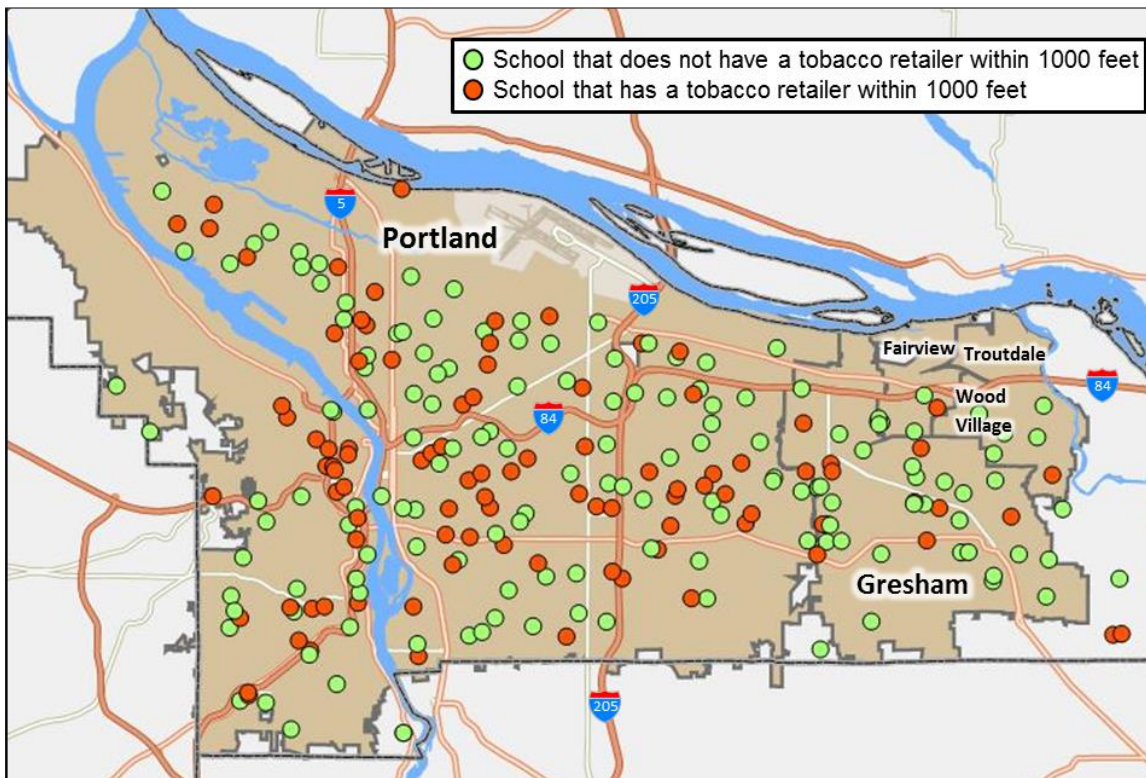 School that does not have a tobacco retailer within 1000 feet
School that has a tobacco retailer within 1000 feet
5
Portland
205
Fairview
Troutdale
84
Wood
Village
84
Gresham
205